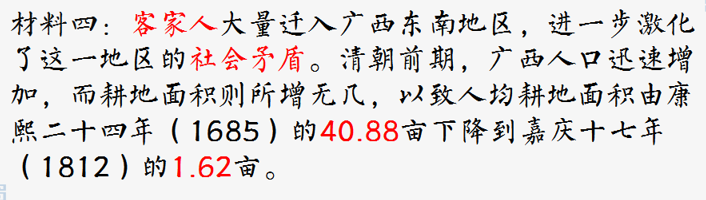 材料四：客家人大量迁入广西东南地区，进一步激化
了这一地区的社会矛盾。清朝前期，广西人口迅速增
加，而耕地面积则所增无几，以致人均耕地面积由康
熙二十四年（1685）的40.88亩下降到嘉庆十七年
（1812）的1.62亩。